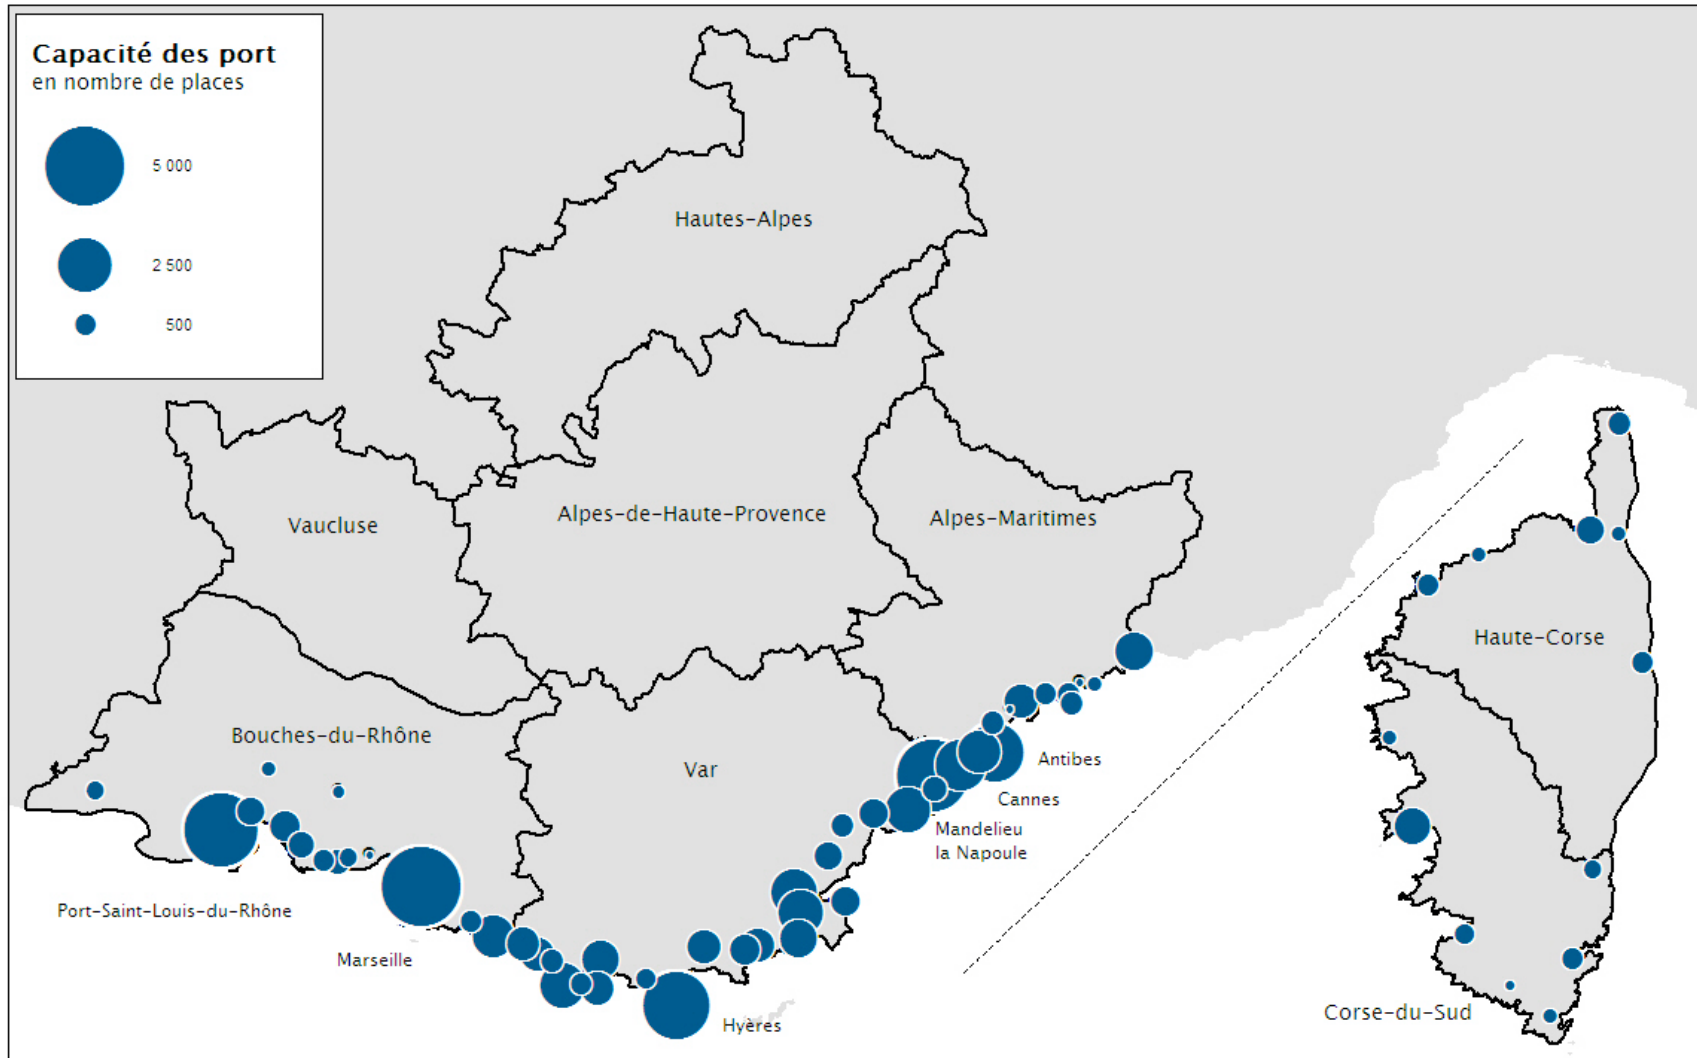 Capacité des port
en nombre de places
5 000
2 500
500
Hautes-Alpes
Vaucluse
Alpes-de-Haute-Provence
Alpes-Maritimes
Haute-Corse
Bouches-du-Rhône
Var
Antibes
Cannes
Mandelieu
la Napoule
Port-Saint-Louis-du-Rhône
Marseille
Hyères
Corse-du-Sud